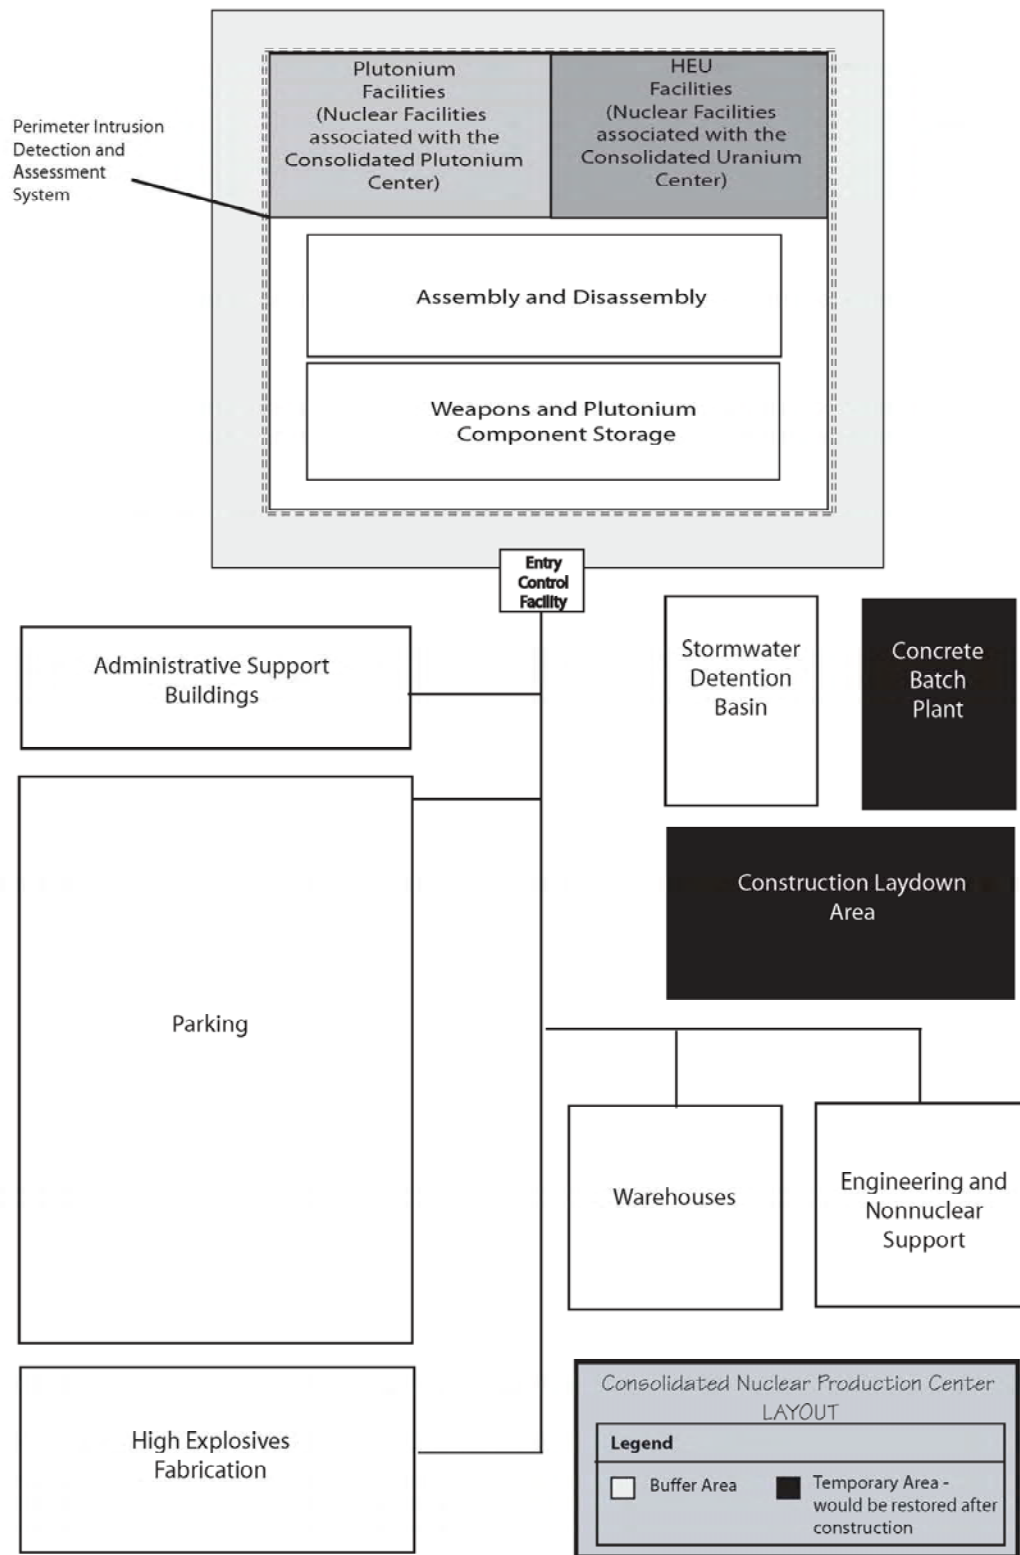 Plutonium
Facilities
(Nuclear Facilities
associated with the
Consolidated Plutonium
Center)
HEU
Facilities
(Nuclear Facilities
associated with the
Consolidated Uranium
Center)
Perimeter Intrusion
Detection and
Assessment
System
Assembly and Disassembly
Weapons and Plutonium
Component Storage
Entry
Control
Facility
Administrative Support
Buildings
Stormwater
Detention
Basin
Concrete
Batch
Plant
Construction Laydown
Area
Parking
Warehouses
Engineering and
Nonnuclear
Support
High Explosives
Fabrication
Consolidated Nuclear Production Center
LAYOUT
Legend
Buffer Area
Temporary Area -
would be restored after
construction